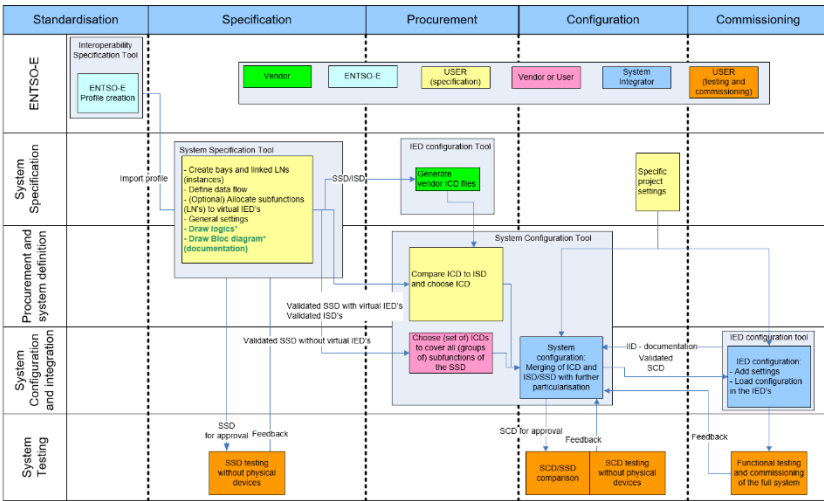 Standardisation
Specification
Procurement
Configuration
Commissioning
ENTSO-E
Interoperability
Specification Tool
ENTSO-E
Profile creation
Vendor
ENTSO-E
USER
(specification)
Vendor or User
System
Integrator
USER
(testing and
commissioning)
System
Specification
Import profile
System Specification Tool
- Create bays and linked LNs
(instances)
- Define data flow
- (Optional) Allocate subfunctions
(LN's) to virtual IED's
- General settings
- Draw logics*
- Draw Bloc diagram*
(documentation)
SSD/ISD
IED configuration Tool
Generate
vendor ICD files
Specific
project
settings
Procurement and
system definition
System Configuration Tool
Compare ICD to ISD
and choose ICD
Validated SSD with virtual IED's
Validated ISD's
System
Configuration
and integration
Validated SSD without virtual IED's
Choose (set of) ICDs
to cover all (groups
of) subfunctions of
the SSD
System
configuration:
Merging of ICD and
ISD/SSD with further
particularisation
IID - documentation
Validated
SCD
IED configuration tool
IED configuration:
- Add settings
- Load configuration
in the IED's
System
Testing
SSD
for approval
Feedback
SSD testing
without physical
devices
SCD for approval
Feedback
SCD/SSD
comparison
SCD testing
without physical
devices
Feedback
Functional testing
and commissioning
of the full system